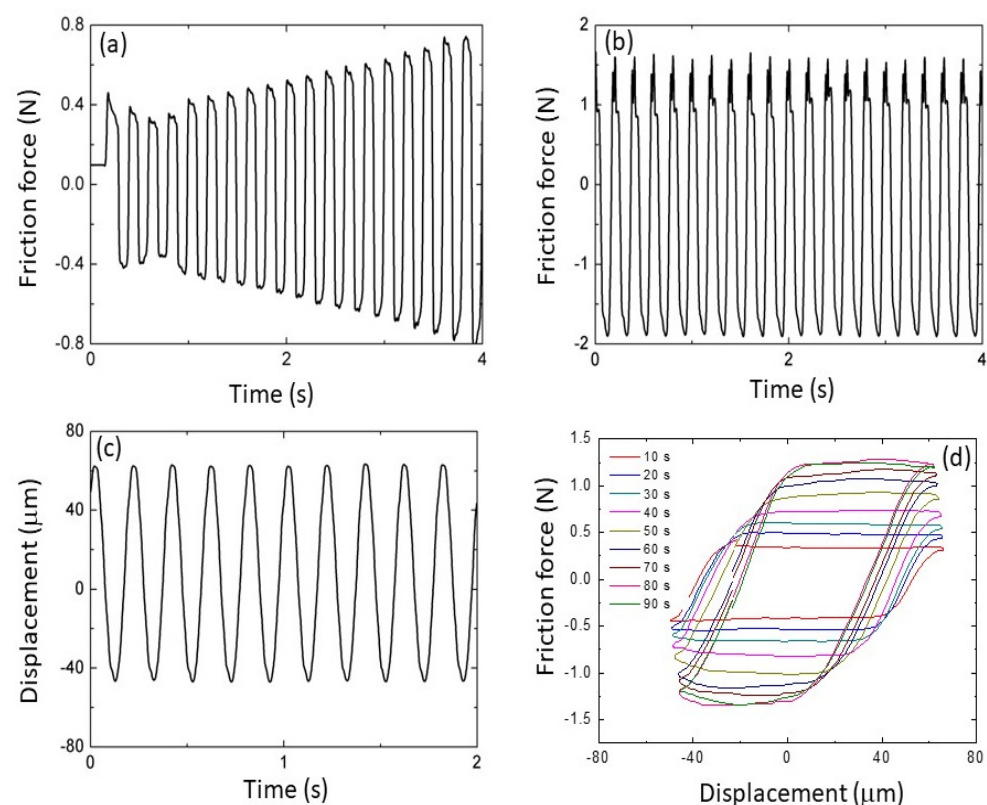 (a)
Friction force (N)
0.8
0.4
0.0
-0.4
-0.8
0
2
4
Time (s)
(b)
Friction force (N)
2
1
0
-1
-2
0
1
2
3
4
Time (s)
(c)
Displacement (μm)
80
40
0
-40
-80
0
1
2
Time (s)
(d)
Friction force (N)
1.5
1.0
0.5
0.0
-0.5
-1.0
-1.5
10 s
20 s
30 s
40 s
50 s
60 s
70 s
80 s
90 s
-80
-40
0
40
80
Displacement (μm)